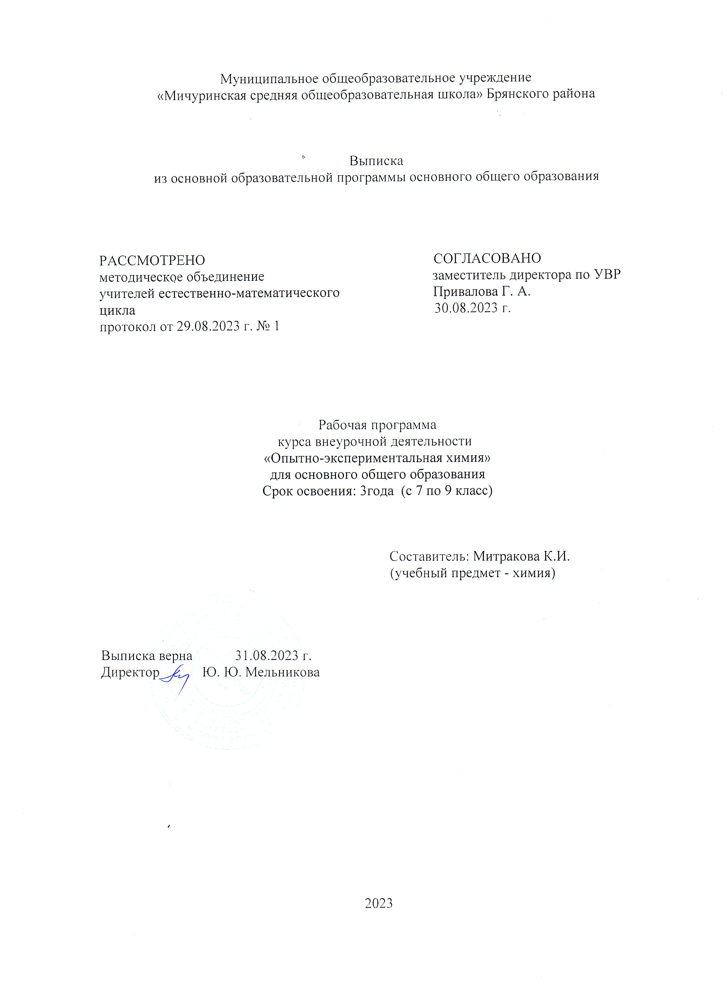 Муниципальное общеобразовательное учреждение
«Мичуринская средняя общеобразовательная школа» Брянского района
Выписка
из основной образовательной программы основного общего образования
РАССМОТРЕНО
методическое объединение
учителей естественно-математического
цикла
протокол от 29.08.2023 г. № 1
СОГЛАСОВАНО
заместитель директора по УВР
Привалова Г. А.
30.08.2023 г.
Рабочая программа
курса внеурочной деятельности
«Опытно-экспериментальная химия»
для основного общего образования
Срок освоения: 3года (с 7 по 9 класс)
Составитель: Митракова К.И.
(учебный предмет - химия)
Выписка верна 31.08.2023 г.
Директор Ю. Ю. Мельникова
2023